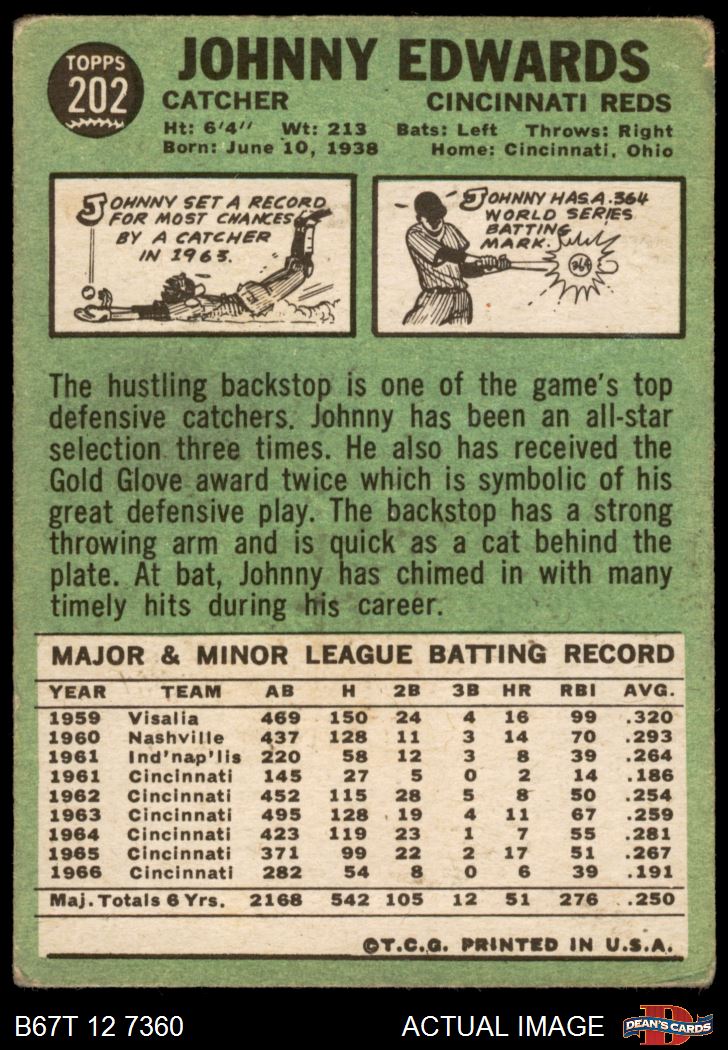 TOPPS
202
JOHNNY EDWARDS
CATCHER CINCINNATI REDS
Ht: 6'4" Wt: 213 Bats: Left Throws: Right
Born: June 10, 1938 Home: Cincinnati, Ohio
JOHNNY SET A RECORD
FOR MOST CHANCES
BY A CATCHER
IN 1963.
JOHNNY HAS A .364
WORLD SERIES
BATTING
MARK.
364
The hustling backstop is one of the game's top
defensive catchers. Johnny has been an all-star
selection three times. He also has received the
Gold Glove award twice which is symbolic of his
great defensive play. The backstop has a strong
throwing arm and is quick as a cat behind the
plate. At bat, Johnny has chimed in with many
timely hits during his career.
MAJOR & MINOR LEAGUE BATTING RECORD
YEAR TEAM AB H 2B 3B HR RBI AVG.
1959 Visalia 469 150 24 4 16 99 .320
1960 Nashville 437 128 11 3 14 70 .293
1961 Ind'nap'lis 220 58 12 3 8 39 .264
1961 Cincinnati 145 27 5 0 2 14 .186
1962 Cincinnati 452 115 28 5 8 50 .254
1963 Cincinnati 495 128 19 4 11 67 .259
1964 Cincinnati 423 119 23 1 7 55 .281
1965 Cincinnati 371 99 22 2 17 51 .267
1966 Cincinnati 282 54 8 0 6 39 .191
Maj. Totals 6 Yrs. 2168 542 105 12 51 276 .250
©T.C.G. PRINTED IN U.S.A.
B67T 12 7360 ACTUAL IMAGE
D
DEAN'S CARDS